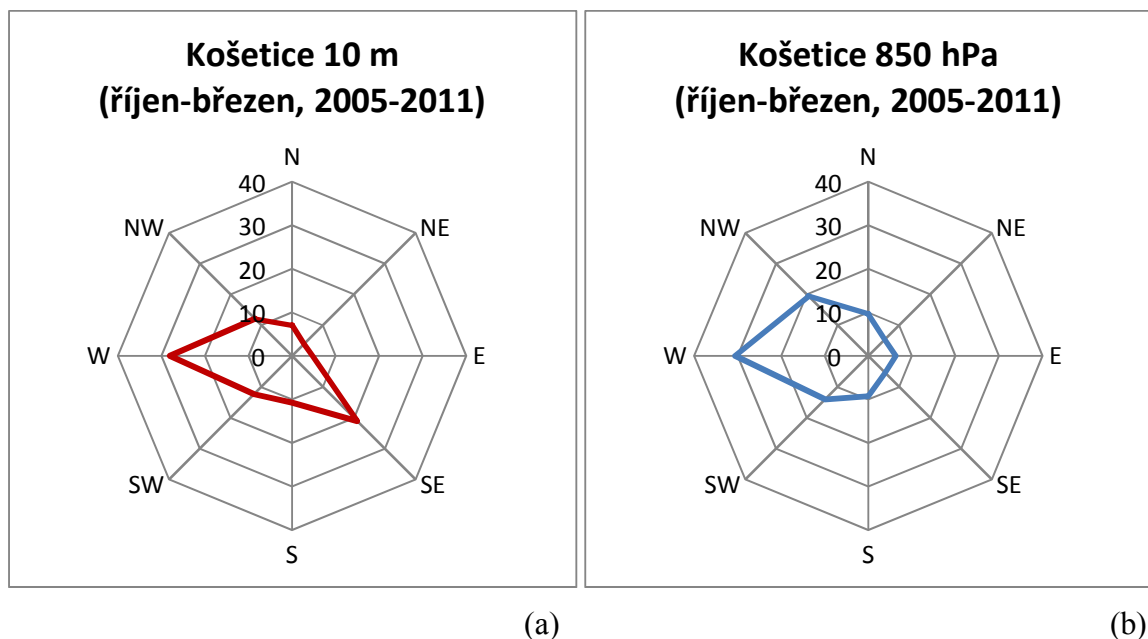 Košetice 10 m
(říjen-březen, 2005-2011)
N
40
30
20
10
0
NW
NE
W
E
SW
SE
S
(a)
Košetice 850 hPa
(říjen-březen, 2005-2011)
N
40
30
20
10
0
NW
NE
W
E
SW
SE
S
(b)